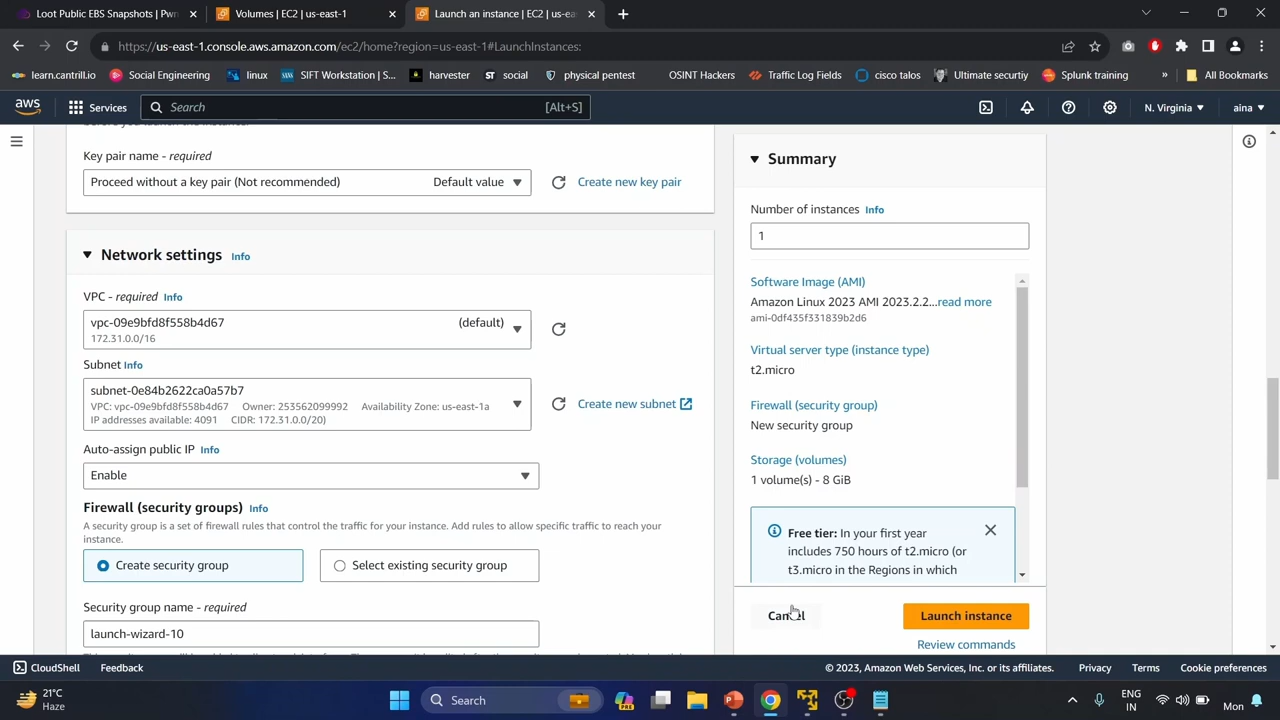 Loot Public EBS Snapshots | Pwn
Volumes | EC2 | us-east-1
Launch an instance | EC2 | us-ea
https://us-east-1.console.aws.amazon.com/ec2/home?region=us-east-1#LaunchInstances:
learn.cantrill.io
Social Engineering
linux
SIFT Workstation | S...
harvester
ST social
physical pentest
OSINT Hackers
Traffic Log Fields
cisco talos
Ultimate securtiy
Splunk training
»
All Bookmarks
aws
Services
Search
[Alt+S]
N. Virginia
aina
before you launch the instance.
Key pair name - required
Proceed without a key pair (Not recommended)
Default value
Create new key pair
Network settings Info
VPC - required Info
vpc-09e9bfd8f558b4d67
(default)
172.31.0.0/16
Subnet Info
subnet-0e84b2622ca0a57b7
VPC: vpc-09e9bfd8f558b4d67 Owner: 253562099992 Availability Zone: us-east-1a
IP addresses available: 4091 CIDR: 172.31.0.0/20)
Create new subnet
Auto-assign public IP Info
Enable
Firewall (security groups) Info
A security group is a set of firewall rules that control the traffic for your instance. Add rules to allow specific traffic to reach your
instance.
Create security group
Select existing security group
Security group name - required
launch-wizard-10
Summary
Number of instances Info
1
Software Image (AMI)
Amazon Linux 2023 AMI 2023.2.2...read more
ami-0df435f331839b2d6
Virtual server type (instance type)
t2.micro
Firewall (security group)
New security group
Storage (volumes)
1 volume(s) - 8 GiB
Free tier: In your first year
includes 750 hours of t2.micro (or
t3.micro in the Regions in which
Cancel
Launch instance
Review commands
CloudShell
Feedback
© 2023, Amazon Web Services, Inc. or its affiliates.
Privacy
Terms
Cookie preferences
21°C
Haze
Search
ENG
IN
Mon